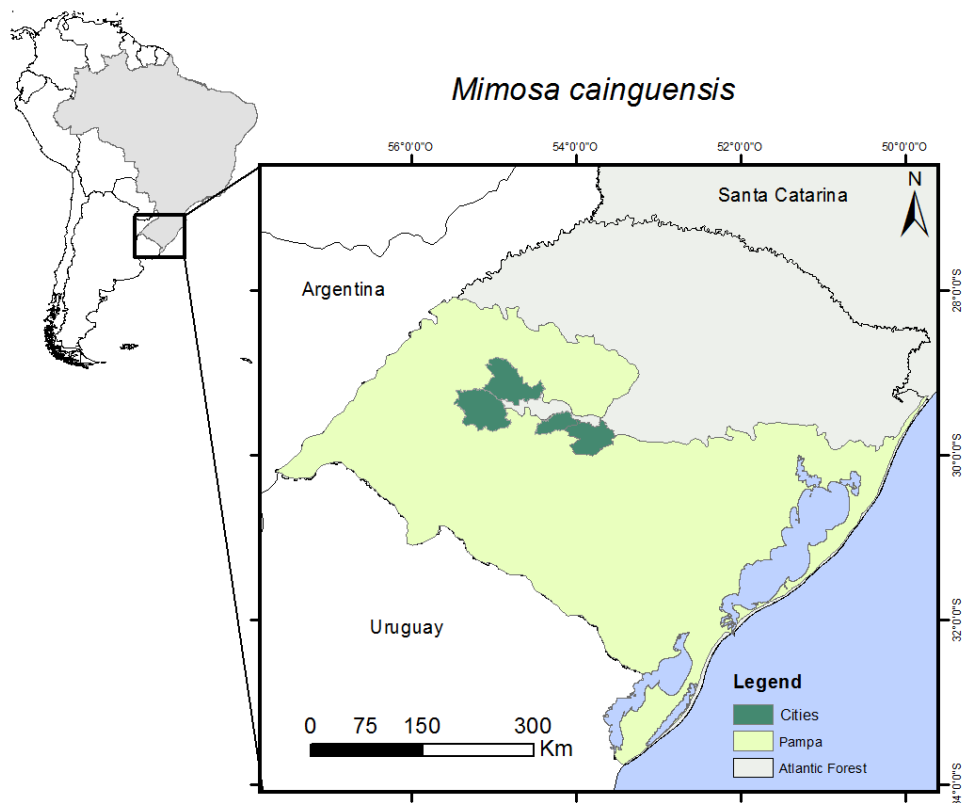 Mimosa cainguensis
56°0'0"O
54°0'0"O
52°0'0"O
50°0'0"O
Santa Catarina
N
Argentina
28°0'0"S
30°0'0"S
Uruguay
32°0'0"S
Legend
Cities
Pampa
Atlantic Forest
0 75 150 300
Km
34°0'0"S